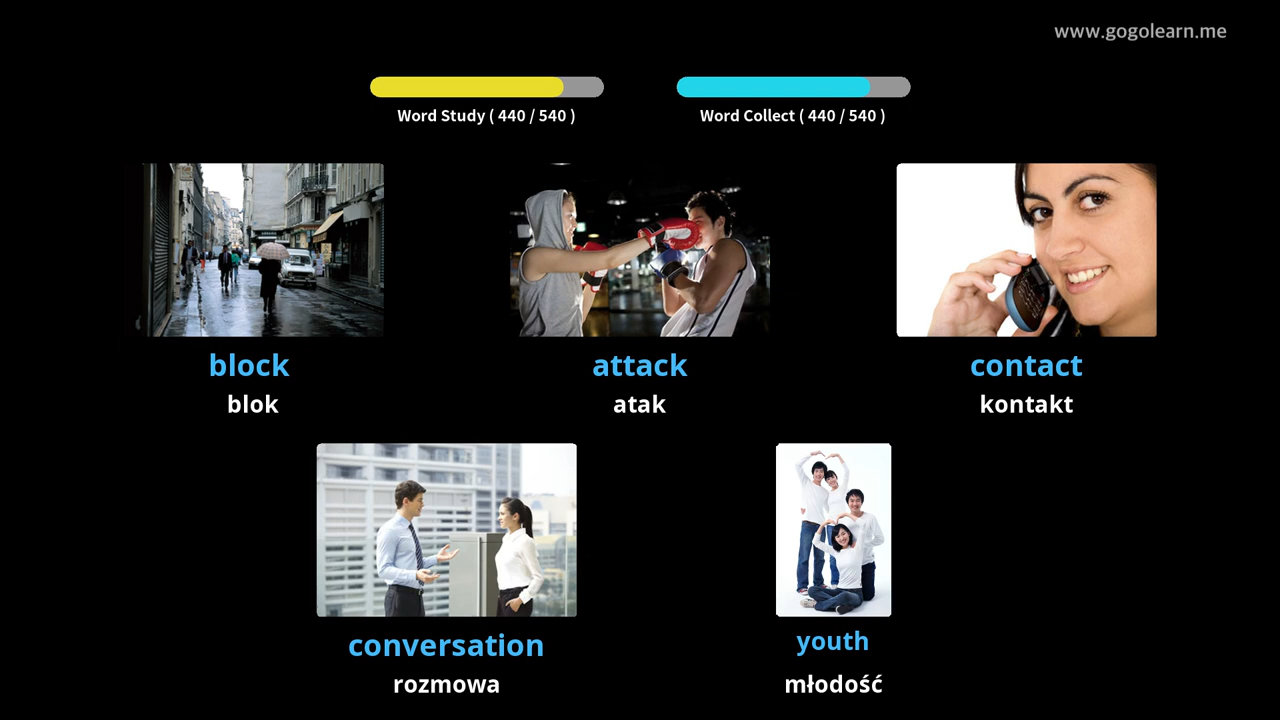 www.gogolearn.me
Word Study ( 440 / 540 )
Word Collect ( 440 / 540 )
block
blok
attack
atak
contact
kontakt
conversation
rozmowa
youth
młodość